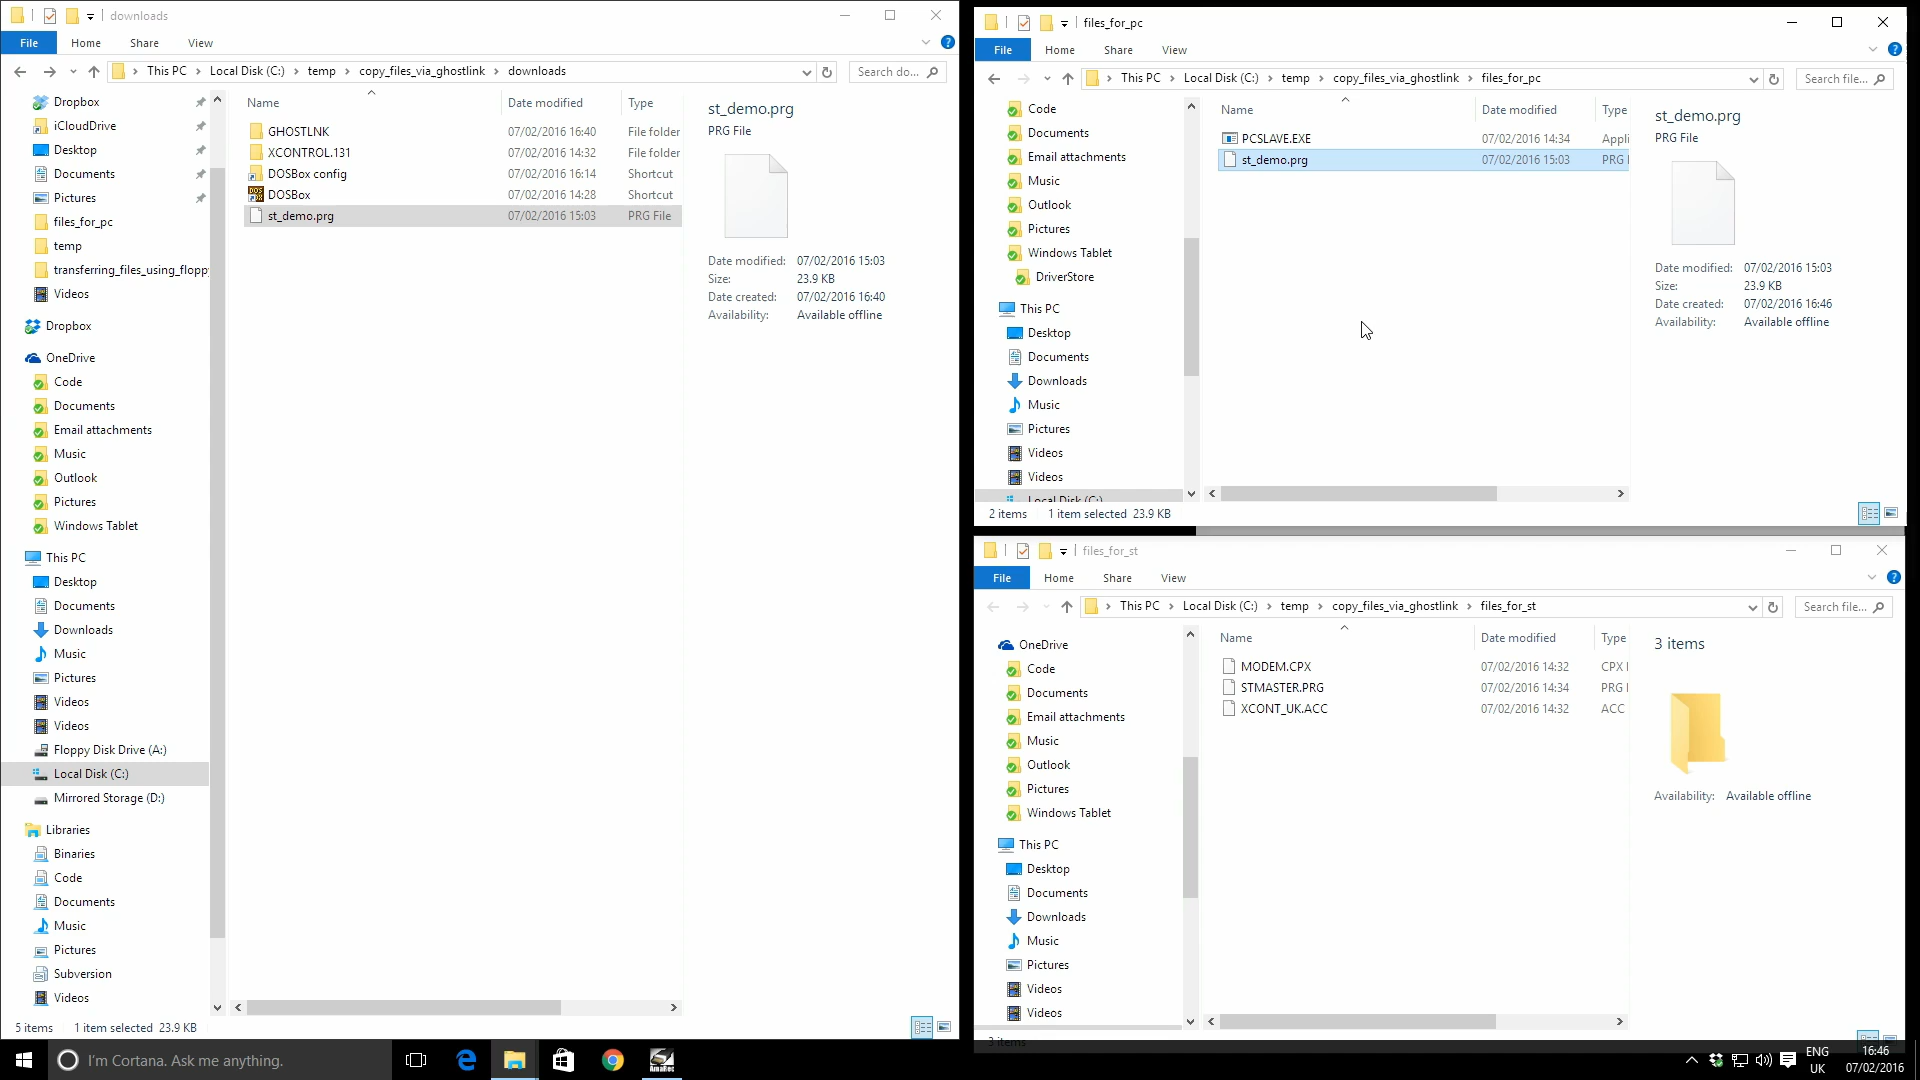 downloads
File Home Share View
This PC Local Disk (C:) temp copy_files_via_ghostlink downloads
Search do...
Dropbox
iCloudDrive
Desktop
Documents
Pictures
files_for_pc
temp
transferring_files_using_flopp
Videos
Dropbox
OneDrive
Code
Documents
Email attachments
Music
Outlook
Pictures
Windows Tablet
This PC
Desktop
Documents
Downloads
Music
Pictures
Videos
Videos
Floppy Disk Drive (A:)
Local Disk (C:)
Mirrored Storage (D:)
Libraries
Binaries
Code
Documents
Music
Pictures
Subversion
Videos
Name Date modified Type
GHOSTLNK 07/02/2016 16:40 File folder
XCONTROL.131 07/02/2016 14:32 File folder
DOSBox config 07/02/2016 16:14 Shortcut
DOSBox 07/02/2016 14:28 Shortcut
st_demo.prg 07/02/2016 15:03 PRG File
st_demo.prg
PRG File
Date modified: 07/02/2016 15:03
Size: 23.9 KB
Date created: 07/02/2016 16:40
Availability: Available offline
5 items 1 item selected 23.9 KB
files_for_pc
File Home Share View
This PC Local Disk (C:) temp copy_files_via_ghostlink files_for_pc
Search file...
Code
Documents
Email attachments
Music
Outlook
Pictures
Windows Tablet
DriverStore
This PC
Desktop
Documents
Downloads
Music
Pictures
Videos
Videos
Local Disk (C:)
Name Date modified Type
PCSLAVE.EXE 07/02/2016 14:34 Appli
st_demo.prg 07/02/2016 15:03 PRG
st_demo.prg
PRG File
Date modified: 07/02/2016 15:03
Size: 23.9 KB
Date created: 07/02/2016 16:46
Availability: Available offline
2 items 1 item selected 23.9 KB
files_for_st
File Home Share View
This PC Local Disk (C:) temp copy_files_via_ghostlink files_for_st
Search file...
OneDrive
Code
Documents
Email attachments
Music
Outlook
Pictures
Windows Tablet
This PC
Desktop
Documents
Downloads
Music
Pictures
Videos
Videos
Name Date modified Type
MODEM.CPX 07/02/2016 14:32 CPX
STMASTER.PRG 07/02/2016 14:34 PRG
XCONT_UK.ACC 07/02/2016 14:32 ACC
3 items
Availability: Available offline
3 items
I'm Cortana. Ask me anything.
AmaRec
ENG
UK
16:46
07/02/2016